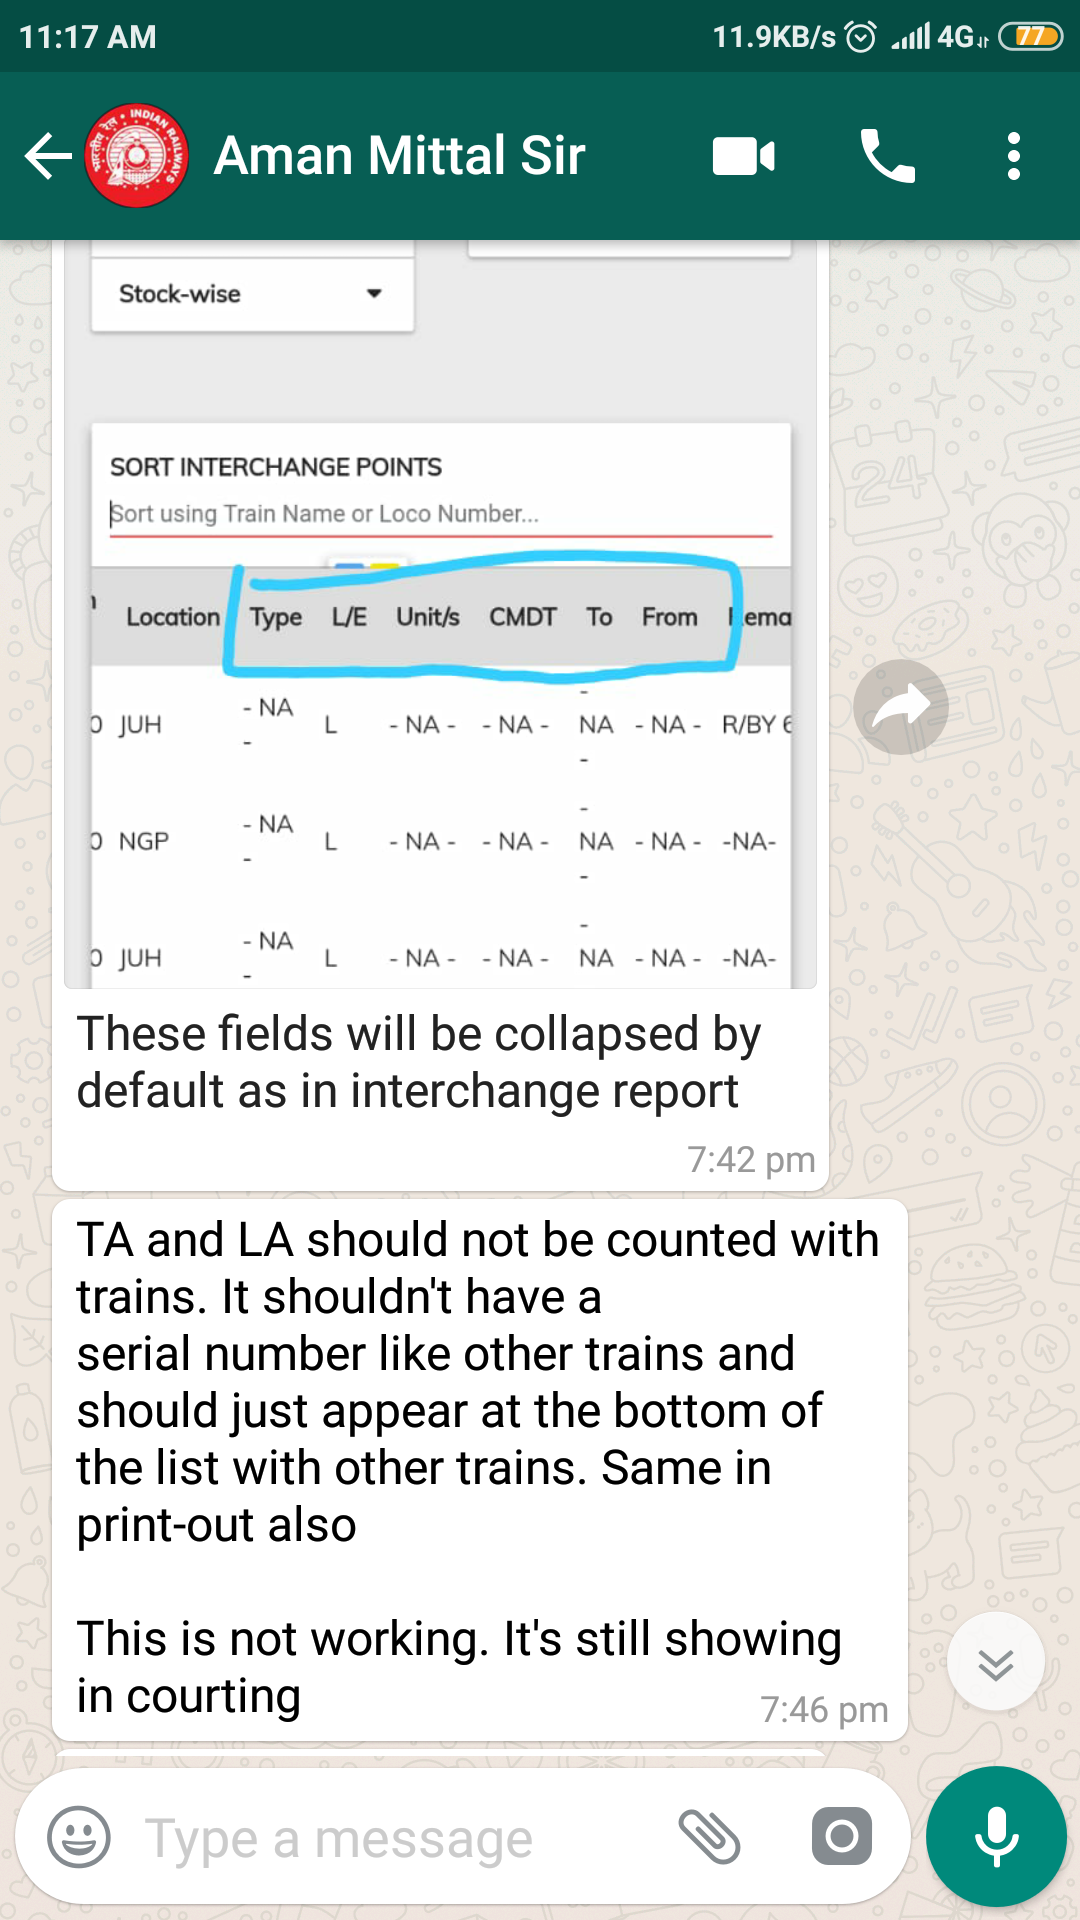 11:17 AM 11.9KB/s 4G 77
भारतीय रेल INDIAN RAILWAYS
Aman Mittal Sir
Stock-wise
SORT INTERCHANGE POINTS
Sort using Train Name or Loco Number...
Location Type L/E Unit/s CMDT To From
JUH - NA - L - NA - - NA - - NA - - NA - R/BY 6
NGP - NA - L - NA - - NA - - NA - - NA - -NA-
JUH - NA - L - NA - - NA - - NA - NA - -NA-
These fields will be collapsed by
default as in interchange report
7:42 pm
TA and LA should not be counted with
trains. It shouldn't have a
serial number like other trains and
should just appear at the bottom of
the list with other trains. Same in
print-out also
This is not working. It's still showing
in courting
7:46 pm
Type a message